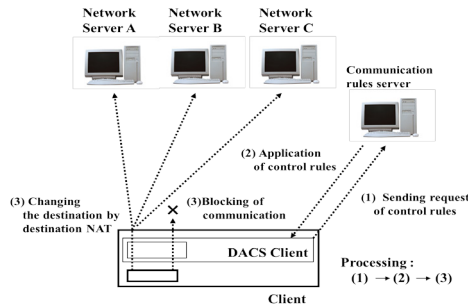 Network
Server A
Network
Server B
Network
Server C
Communication
rules server
(2) Application
of control rules
(1) Sending request
of control rules
(3) Changing
the destination by
destination NAT
(3)Blocking of
communication
DACS Client
Processing :
(1) → (2) → (3)
Client